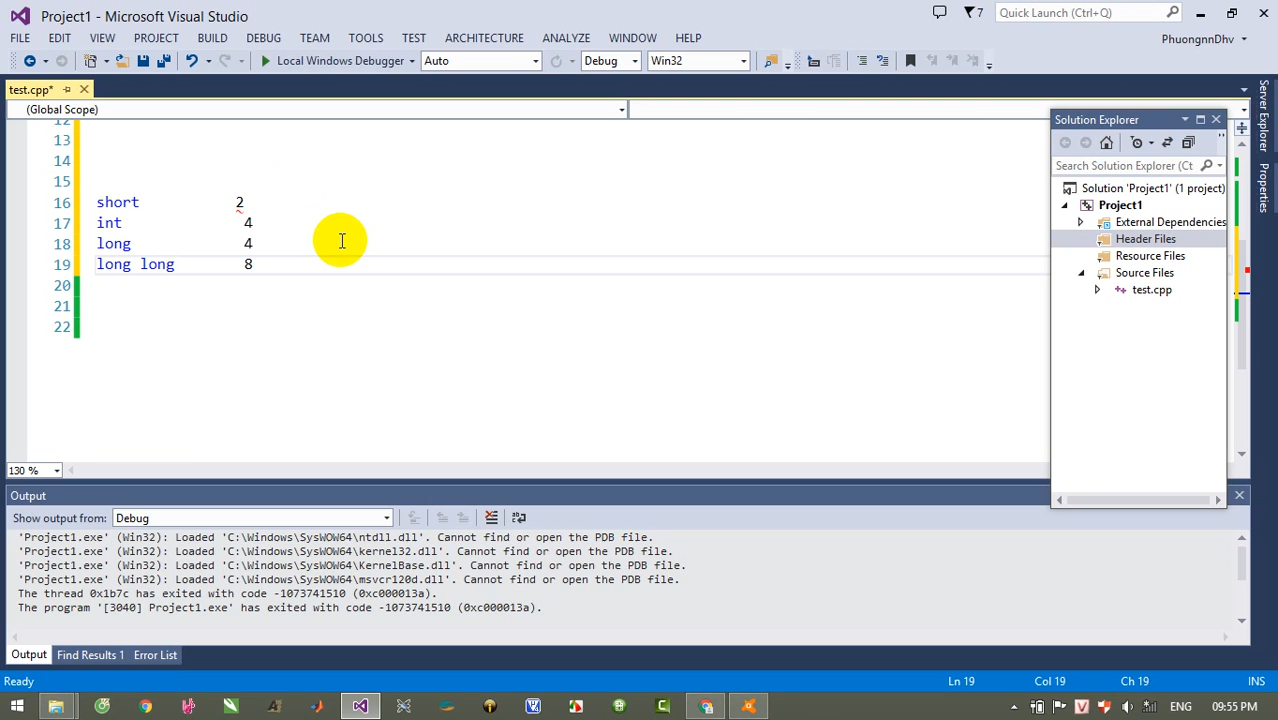 Project1 - Microsoft Visual Studio
7
Quick Launch (Ctrl+Q)
FILE EDIT VIEW PROJECT BUILD DEBUG TEAM TOOLS TEST ARCHITECTURE ANALYZE WINDOW HELP
PhuongnnDhv
Local Windows Debugger
Auto
Debug
Win32
test.cpp*
(Global Scope)
12
13
14
15
16 short 2
17 int 4
18 long 4
19 long long 8
20
21
22
130 %
Solution Explorer
Search Solution Explorer (Ct
Solution 'Project1' (1 project)
Project1
External Dependencies
Header Files
Resource Files
Source Files
test.cpp
Server Explorer
Properties
Output
Show output from: Debug
'Project1.exe' (Win32): Loaded 'C:\Windows\SysWOW64\ntdll.dll'. Cannot find or open the PDB file.
'Project1.exe' (Win32): Loaded 'C:\Windows\SysWOW64\kernel32.dll'. Cannot find or open the PDB file.
'Project1.exe' (Win32): Loaded 'C:\Windows\SysWOW64\KernelBase.dll'. Cannot find or open the PDB file.
'Project1.exe' (Win32): Loaded 'C:\Windows\SysWOW64\msvcr120d.dll'. Cannot find or open the PDB file.
The thread 0x1b7c has exited with code -1073741510 (0xc000013a).
The program '[3040] Project1.exe' has exited with code -1073741510 (0xc000013a).
Output Find Results 1 Error List
Ready Ln 19 Col 19 Ch 19 INS
ENG 09:55 PM